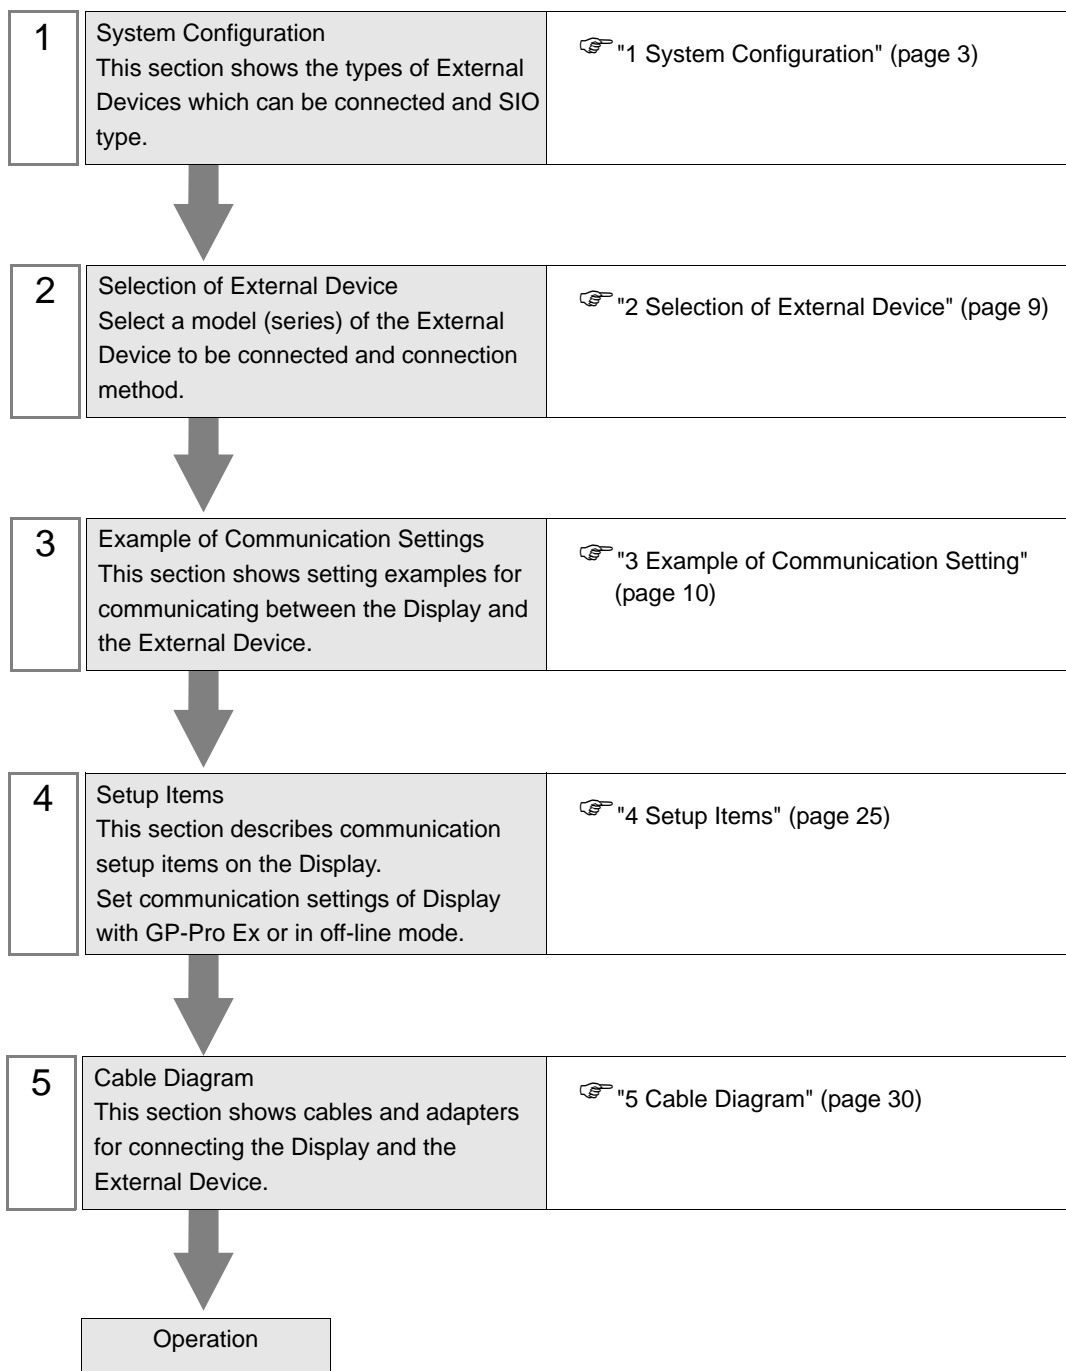 1
System Configuration
This section shows the types of External
Devices which can be connected and SIO
type.
"1 System Configuration" (page 3)
2
Selection of External Device
Select a model (series) of the External
Device to be connected and connection
method.
"2 Selection of External Device" (page 9)
3
Example of Communication Settings
This section shows setting examples for
communicating between the Display and
the External Device.
"3 Example of Communication Setting"
(page 10)
4
Setup Items
This section describes communication
setup items on the Display.
Set communication settings of Display
with GP-Pro Ex or in off-line mode.
"4 Setup Items" (page 25)
5
Cable Diagram
This section shows cables and adapters
for connecting the Display and the
External Device.
"5 Cable Diagram" (page 30)
Operation